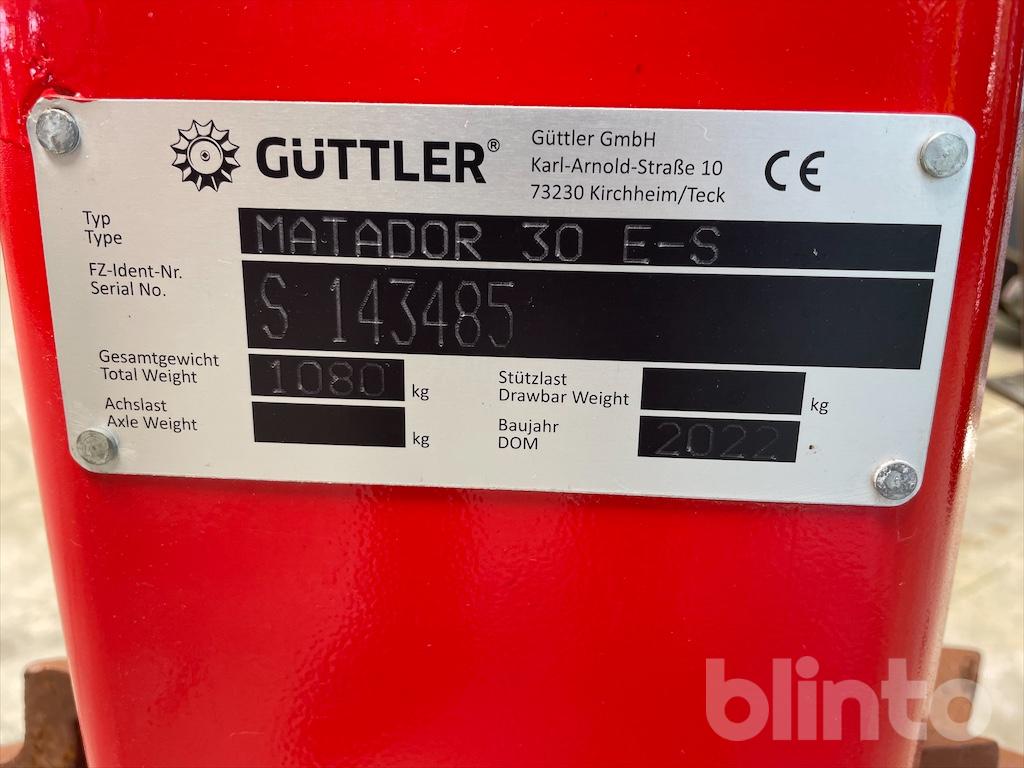 GÜTTLER®
Güttler GmbH
Karl-Arnold-Straße 10
73230 Kirchheim/Teck
CE
Typ
Type
MATADOR 30 E-S
FZ-Ident-Nr.
Serial No.
S 143485
Gesamtgewicht
Total Weight
1080 kg
Stützlast
Drawbar Weight
kg
Achslast
Axle Weight
kg
Baujahr
DOM
2022
blinto